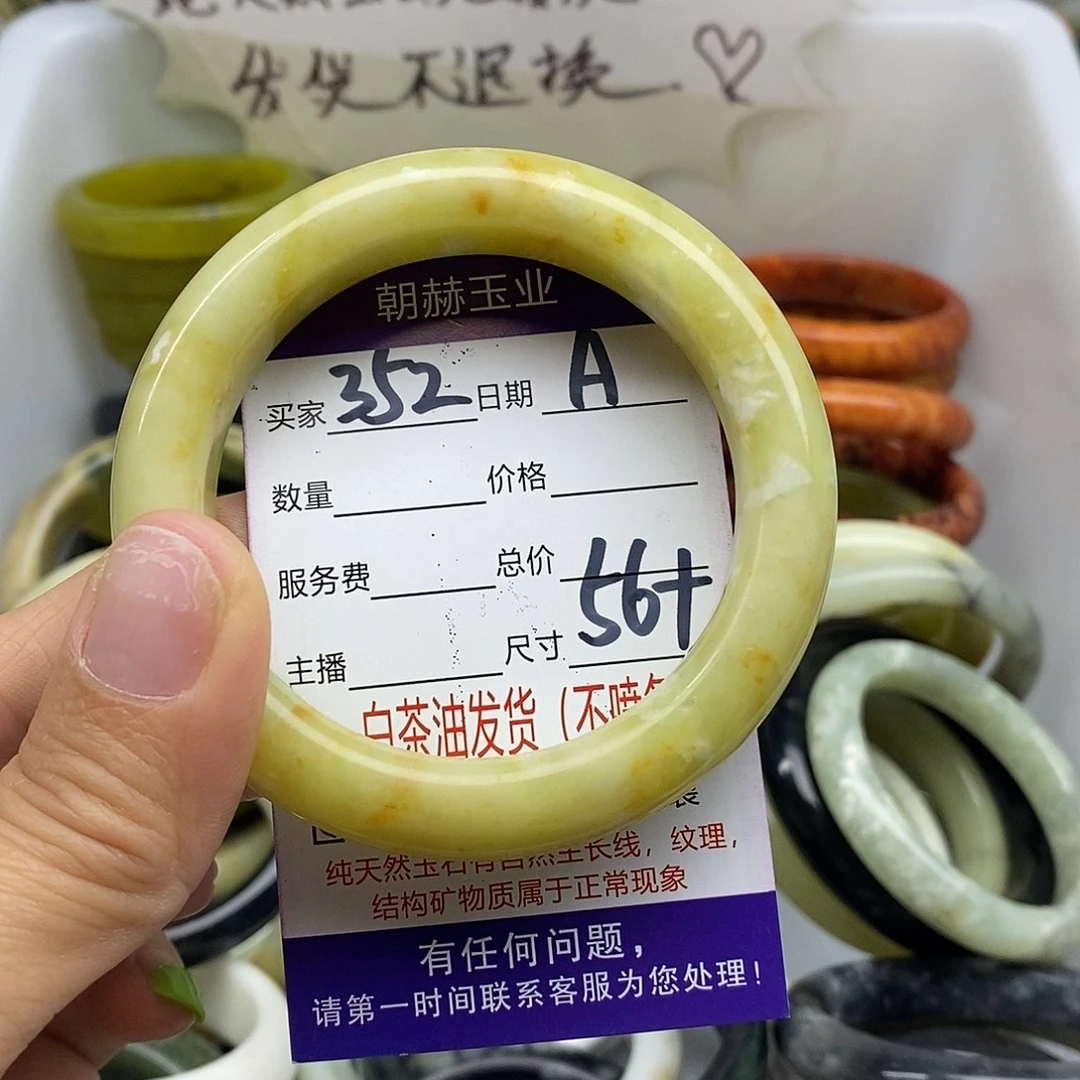 发货不退换
朝赫玉业
买家 352 日期 A
数量 价格
服务费 总价
主播 尺寸 56+
白茶油发货（不喷
纯天然玉石有自然生长线，纹理，
结构矿物质属于正常现象
有任何问题，
请第一时间联系客服为您处理！